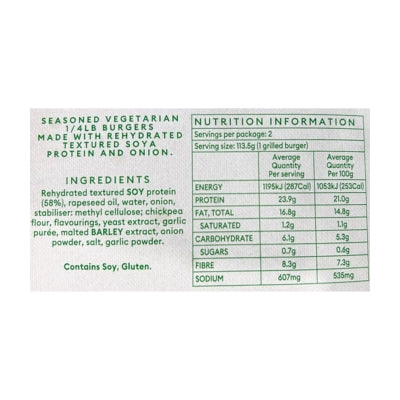 SEASONED VEGETARIAN
1/4LB BURGERS
MADE WITH REHYDRATED
TEXTURED SOYA
PROTEIN AND ONION.
INGREDIENTS
Rehydrated textured SOY protein
(58%), rapeseed oil, water, onion,
stabiliser: methyl cellulose; chickpea
flour, flavourings, yeast extract, garlic
purée, malted BARLEY extract, onion
powder, salt, garlic powder.
Contains Soy, Gluten.
NUTRITION INFORMATION
Servings per package: 2
Serving size: 113.5g (1 grilled burger)
Average Quantity Per serving Average Quantity Per 100g
ENERGY 1195kJ (287Cal) 1053kJ (253Cal)
PROTEIN 23.9g 21.0g
FAT, TOTAL 16.8g 14.8g
SATURATED 1.2g 1.1g
CARBOHYDRATE 6.1g 5.3g
SUGARS 0.7g 0.6g
FIBRE 8.3g 7.3g
SODIUM 607mg 535mg